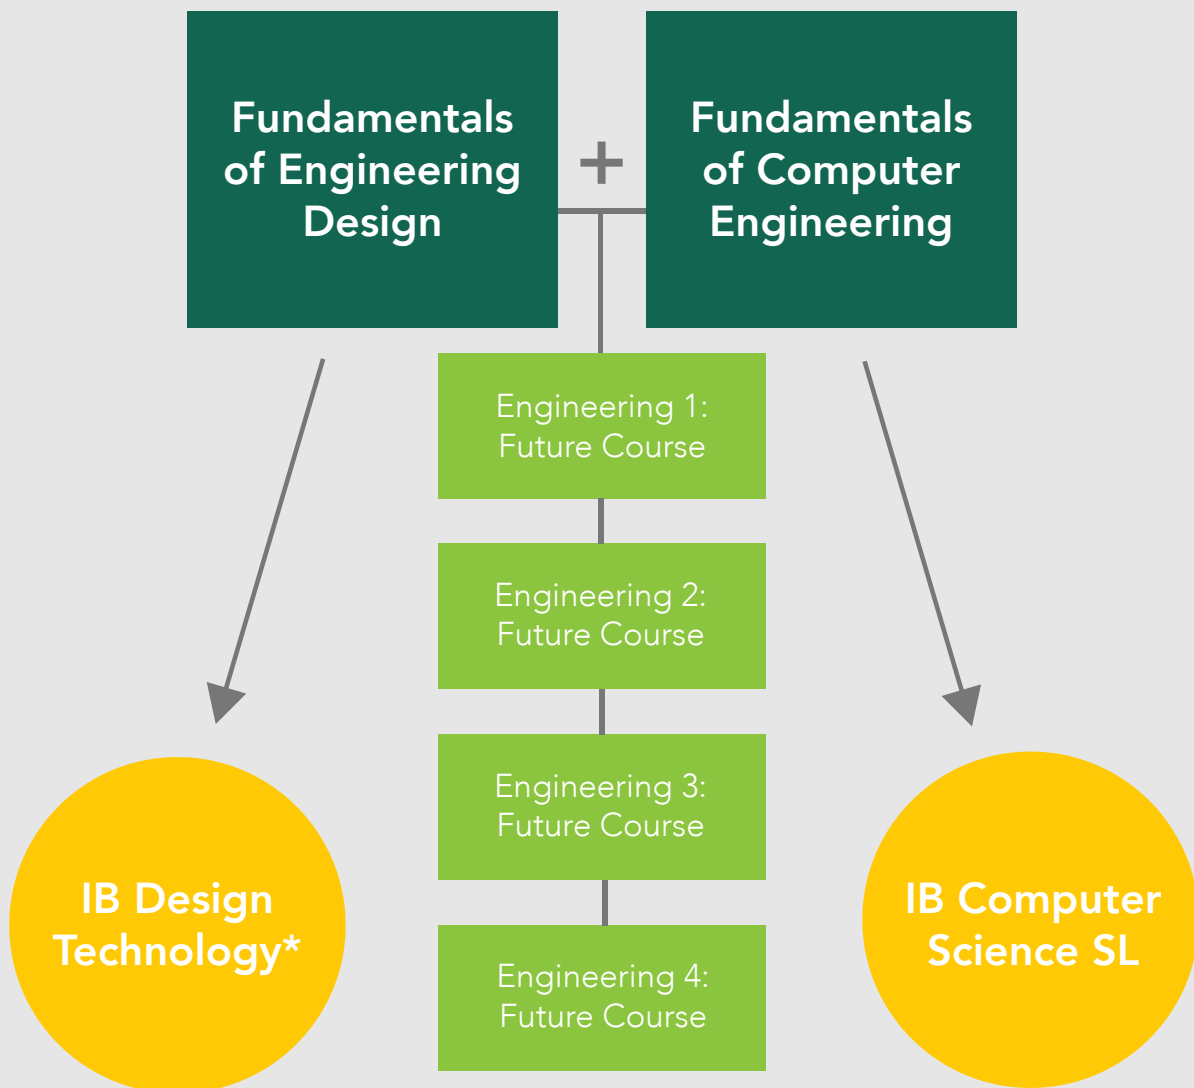 Fundamentals
of Engineering
Design
+
Fundamentals
of Computer
Engineering
Engineering 1:
Future Course
Engineering 2:
Future Course
Engineering 3:
Future Course
Engineering 4:
Future Course
IB Design
Technology*
IB Computer
Science SL